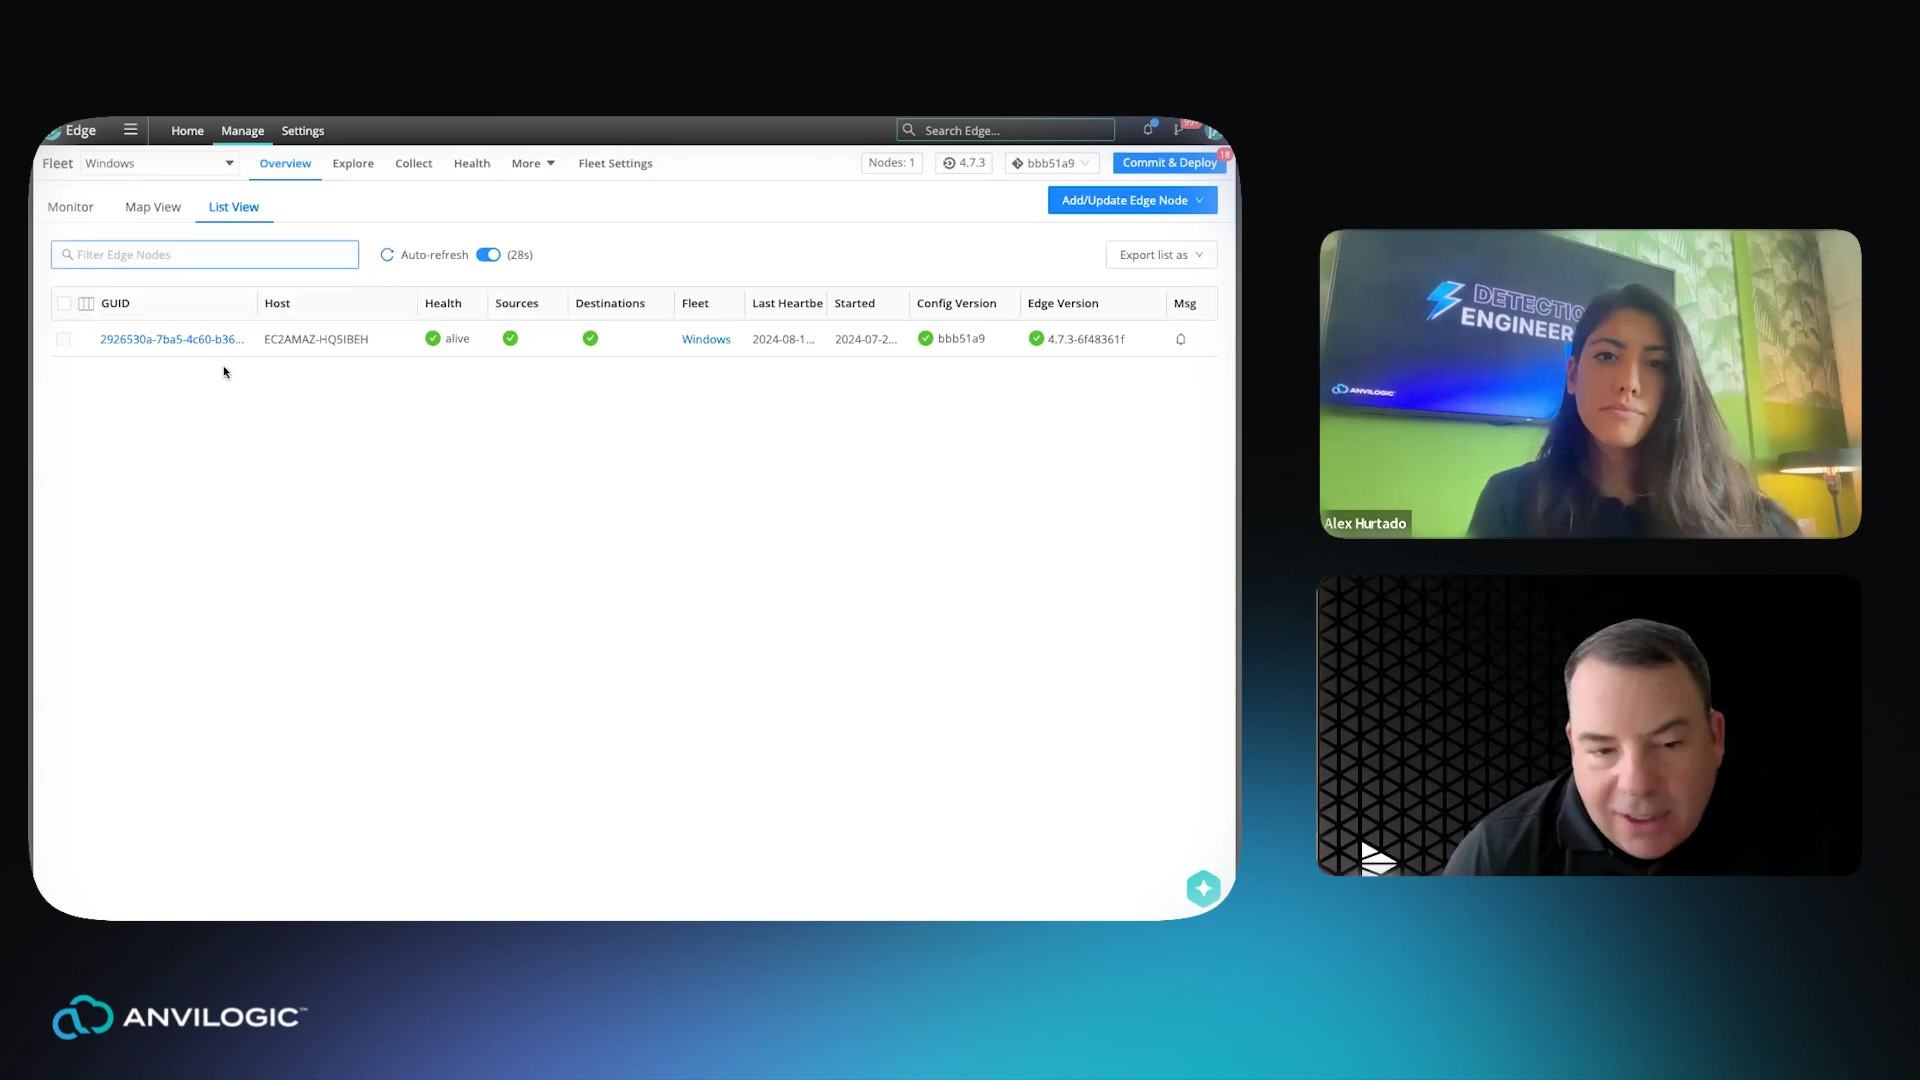 Edge
Home Manage Settings
Search Edge...
99+
Fleet Windows
Overview Explore Collect Health More Fleet Settings
Nodes: 1 4.7.3 bbb51a9 Commit & Deploy 18
Monitor Map View List View
Add/Update Edge Node
Filter Edge Nodes
Auto-refresh (28s)
Export list as
GUID Host Health Sources Destinations Fleet Last Heartbe Started Config Version Edge Version Msg
2926530a-7ba5-4c60-b36... EC2AMAZ-HQ5IBEH alive Windows 2024-08-1... 2024-07-2... bbb51a9 4.7.3-6f48361f
DETECTIO
ENGINEER
ANVILOGIC
Alex Hurtado
ANVILOGIC™